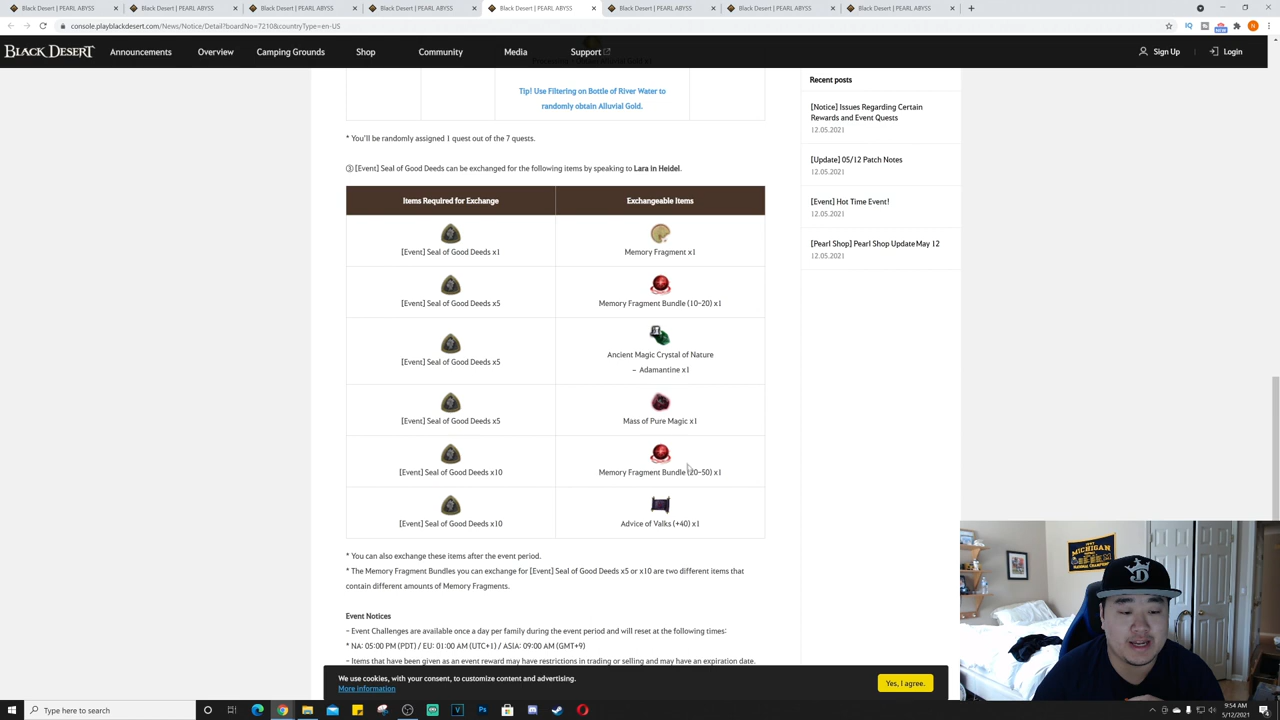 Black Desert | PEARL ABYSS
Black Desert | PEARL ABYSS
Black Desert | PEARL ABYSS
Black Desert | PEARL ABYSS
Black Desert | PEARL ABYSS
Black Desert | PEARL ABYSS
Black Desert | PEARL ABYSS
Black Desert | PEARL ABYSS
console.playblackdesert.com/News/Notice/Detail?boardNo=7210&countryType=en-US
BLACK DESERT
Announcements
Overview
Camping Grounds
Shop
Community
Media
Support
Sign Up
Login
Tip! Use Filtering on Bottle of River Water to
randomly obtain Alluvial Gold.
* You'll be randomly assigned 1 quest out of the 7 quests.
③ [Event] Seal of Good Deeds can be exchanged for the following items by speaking to Lara in Heidel.
Items Required for Exchange
Exchangeable Items
[Event] Seal of Good Deeds x1
Memory Fragment x1
[Event] Seal of Good Deeds x5
Memory Fragment Bundle (10~20) x1
[Event] Seal of Good Deeds x5
Ancient Magic Crystal of Nature
- Adamantine x1
[Event] Seal of Good Deeds x5
Mass of Pure Magic x1
[Event] Seal of Good Deeds x10
Memory Fragment Bundle (20~50) x1
[Event] Seal of Good Deeds x10
Advice of Valks (+40) x1
* You can also exchange these items after the event period.
* The Memory Fragment Bundles you can exchange for [Event] Seal of Good Deeds x5 or x10 are two different items that
contain different amounts of Memory Fragments.
Event Notices
- Event Challenges are available once a day per family during the event period and will reset at the following times:
* NA: 05:00 PM (PDT) / EU: 01:00 AM (UTC+1) / ASIA: 09:00 AM (GMT+9)
- Items that have been given as an event reward may have restrictions in trading or selling and may have an expiration date.
Recent posts
[Notice] Issues Regarding Certain
Rewards and Event Quests
12.05.2021
[Update] 05/12 Patch Notes
12.05.2021
[Event] Hot Time Event!
12.05.2021
[Pearl Shop] Pearl Shop Update May 12
12.05.2021
We use cookies, with your consent, to customize content and advertising.
More information
Yes, I agree.
MICHIGAN
Type here to search
9:54 AM
5/12/2021